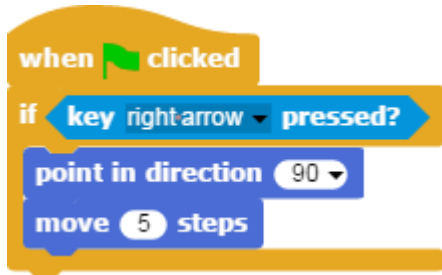 when clicked
if key right arrow pressed?
point in direction 90
move 5 steps